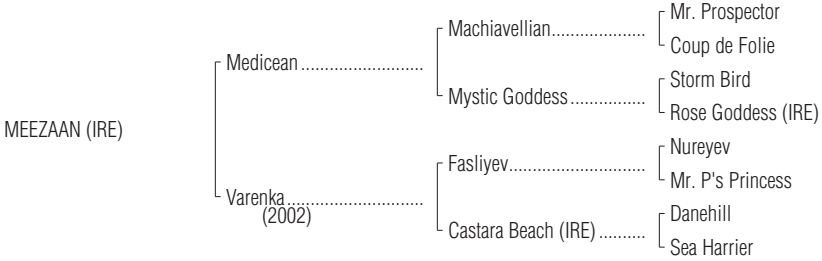 Mr. Prospector
Machiavellian.....................
Coup de Folie
Medicean ...........................
Storm Bird
Mystic Goddess .................
Rose Goddess (IRE)
MEEZAAN (IRE)
Nureyev
Fasliyev..............................
Mr. P's Princess
Varenka ..............................
(2002)
Danehill
Castara Beach (IRE) ..........
Sea Harrier